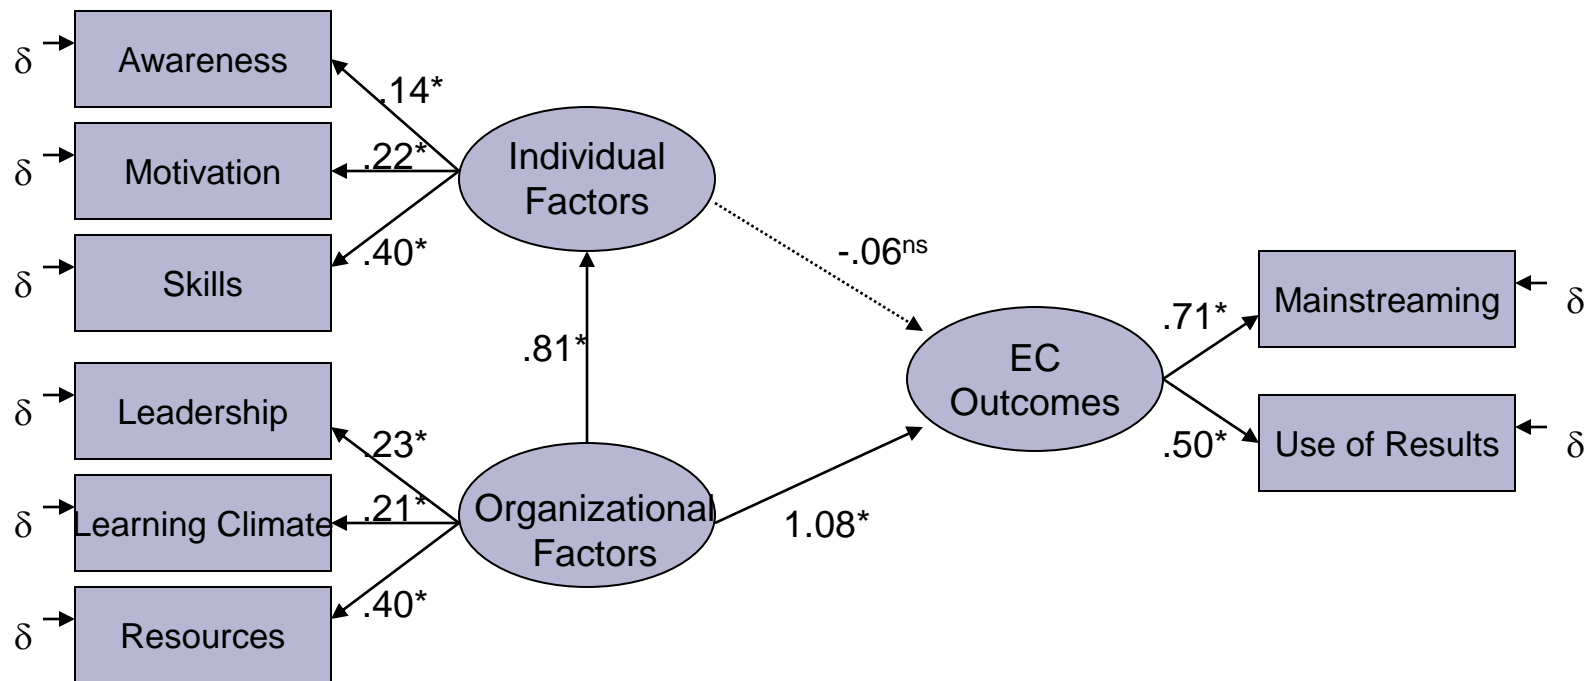 δ
Awareness
.14*
δ
Motivation
.22*
δ
Skills
.40*
Individual
Factors
-.06ns
.81*
δ
Leadership
.23*
δ
Learning Climate
.21*
δ
Resources
.40*
Organizational
Factors
1.08*
EC
Outcomes
.71*
Mainstreaming
δ
.50*
Use of Results
δ